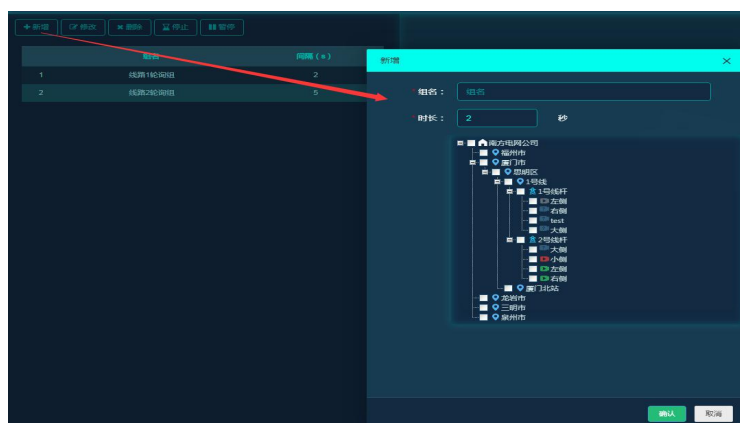 新增 修改 删除 停止 暂停
组名 间隔(s)
1 线路1轮询组 2
2 线路2轮询组 5
新增
*组名: 组名
*时长: 2 秒
南方电网公司
福州市
厦门市
思明区
1号线
1号线杆
左侧
右侧
test
大侧
2号线杆
大侧
小侧
左侧
右侧
厦门北站
龙岩市
三明市
泉州市
确认 取消